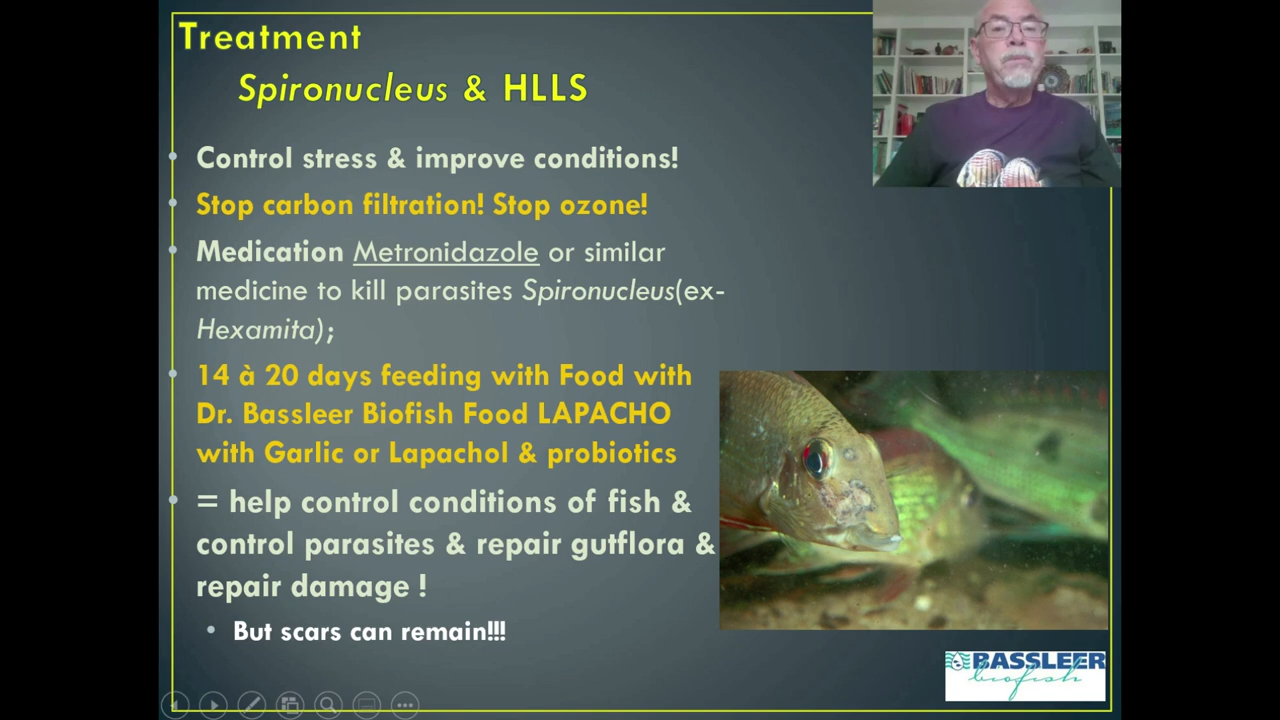 Treatment
Spironucleus & HLLS
Control stress & improve conditions!
Stop carbon filtration! Stop ozone!
Medication Metronidazole or similar
medicine to kill parasites Spironucleus(ex-
Hexamita);
14 à 20 days feeding with Food with
Dr. Bassleer Biofish Food LAPACHO
with Garlic or Lapachol & probiotics
= help control conditions of fish &
control parasites & repair gutflora &
repair damage !
But scars can remain!!!
BASSLEER
biofish